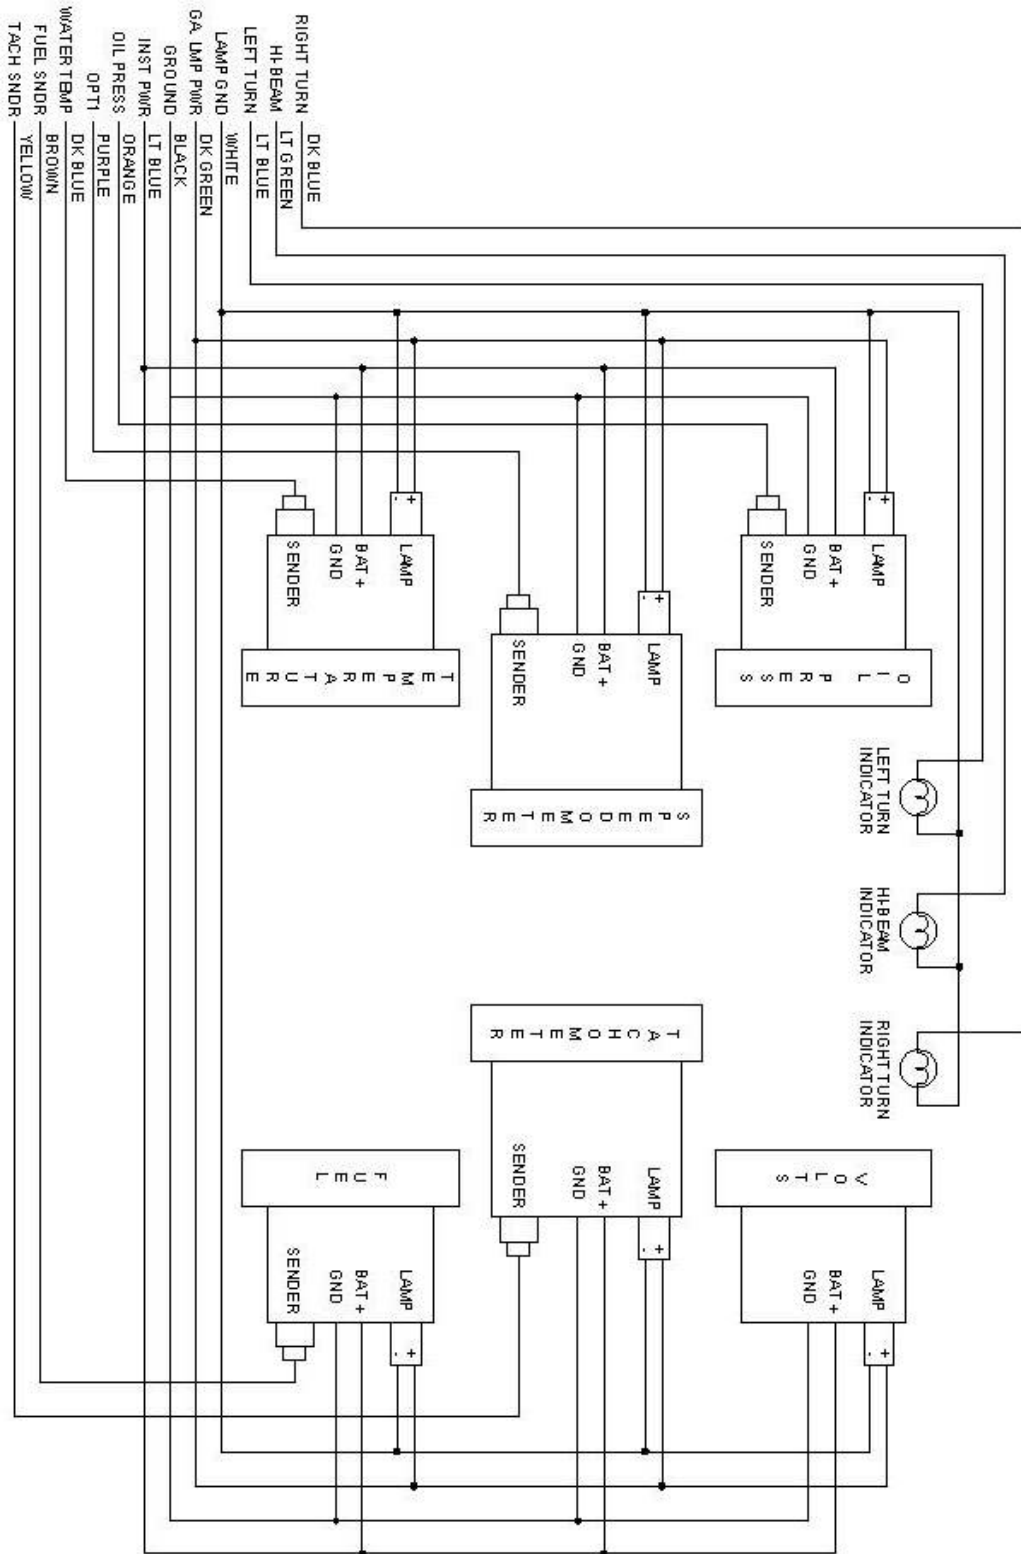 RIGHT TURN DK BLUE
HI-BEAM LT GREEN
LEFT TURN LT BLUE
LAMP GND WHITE
GA. LMP PWR DK GREEN
GROUND BLACK
INST PWR LT BLUE
OIL PRESS ORANGE
OPT1 PURPLE
WATER TEMP DK BLUE
FUEL SNDR BROWN
TACH SNDR YELLOW
- +
LAMP
BAT +
GND
SENDER
OIL PRESS
- +
LAMP
BAT +
GND
SENDER
SPEEDOMETER
- +
LAMP
BAT +
GND
SENDER
TEMPERATURE
LEFT TURN
INDICATOR
HI-BEAM
INDICATOR
RIGHT TURN
INDICATOR
VOLTS
LAMP
BAT +
GND
- +
TACHOMETER
LAMP
BAT +
GND
SENDER
- +
FUEL
LAMP
BAT +
GND
SENDER
- +